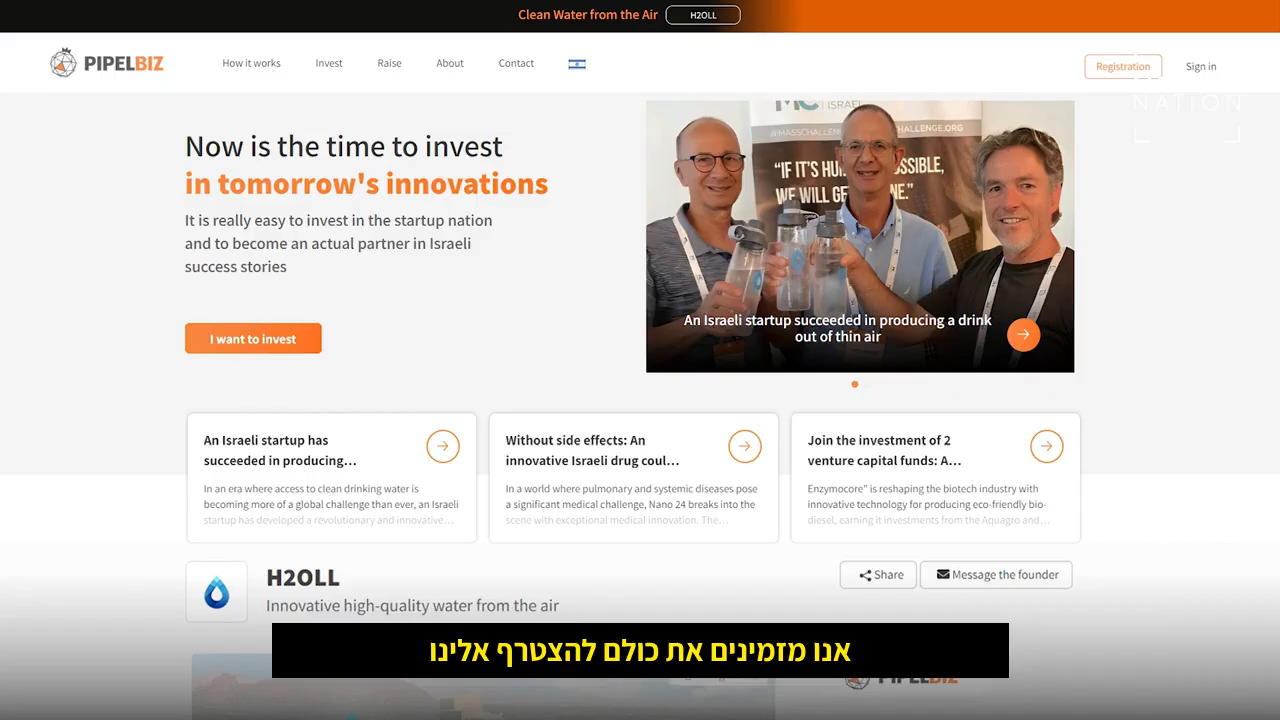 Clean Water from the Air H2OLL
PIPELBIZ How it works Invest Raise About Contact Registration Sign in
NATION
Now is the time to invest
in tomorrow's innovations
It is really easy to invest in the startup nation
and to become an actual partner in Israeli
success stories
I want to invest
ISRAEL
@MASSCHALLENGE.ORG
"IF IT'S
WE WILL
An Israeli startup succeeded in producing a drink
out of thin air
An Israeli startup has
succeeded in producing...
In an era where access to clean drinking water is
becoming more of a global challenge than ever, an Israeli
startup has developed a revolutionary and innovative...
Without side effects: An
innovative Israeli drug coul...
In a world where pulmonary and systemic diseases pose
a significant medical challenge, Nano 24 breaks into the
scene with exceptional medical innovation. The...
Join the investment of 2
venture capital funds: A...
Enzymocore" is reshaping the biotech industry with
innovative technology for producing eco-friendly bio-
diesel, earning it investments from the Aquagro and...
H2OLL
Innovative high-quality water from the air
Share Message the founder
אנו מזמינים את כולם להצטרף אלינו
PIPELBIZ